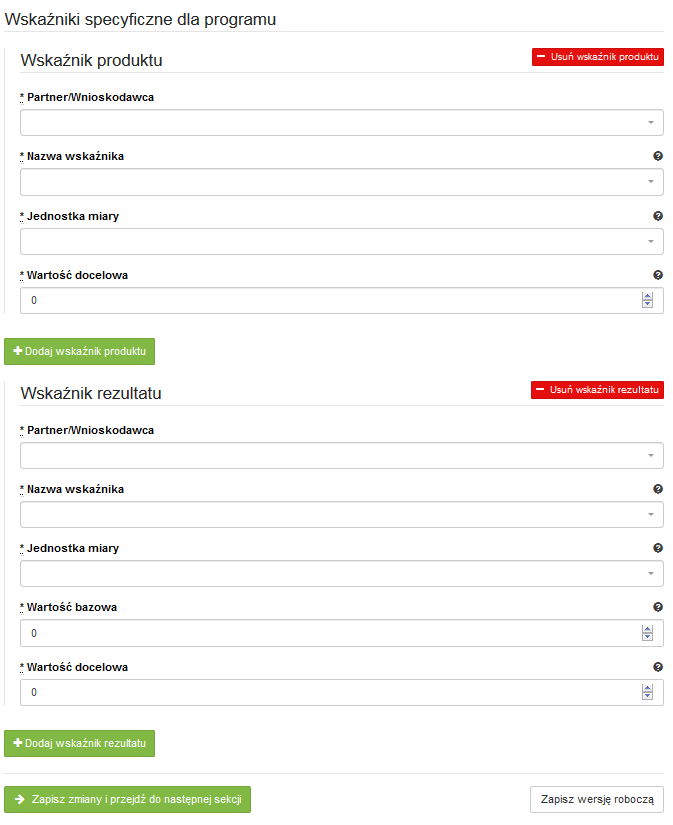 Wskaźniki specyficzne dla programu
Wskaźnik produktu
Usuń wskaźnik produktu
* Partner/Wnioskodawca
* Nazwa wskaźnika
* Jednostka miary
* Wartość docelowa
0
Dodaj wskaźnik produktu
Wskaźnik rezultatu
Usuń wskaźnik rezultatu
* Partner/Wnioskodawca
* Nazwa wskaźnika
* Jednostka miary
* Wartość bazowa
0
* Wartość docelowa
0
Dodaj wskaźnik rezultatu
Zapisz zmiany i przejdź do następnej sekcji
Zapisz wersję roboczą